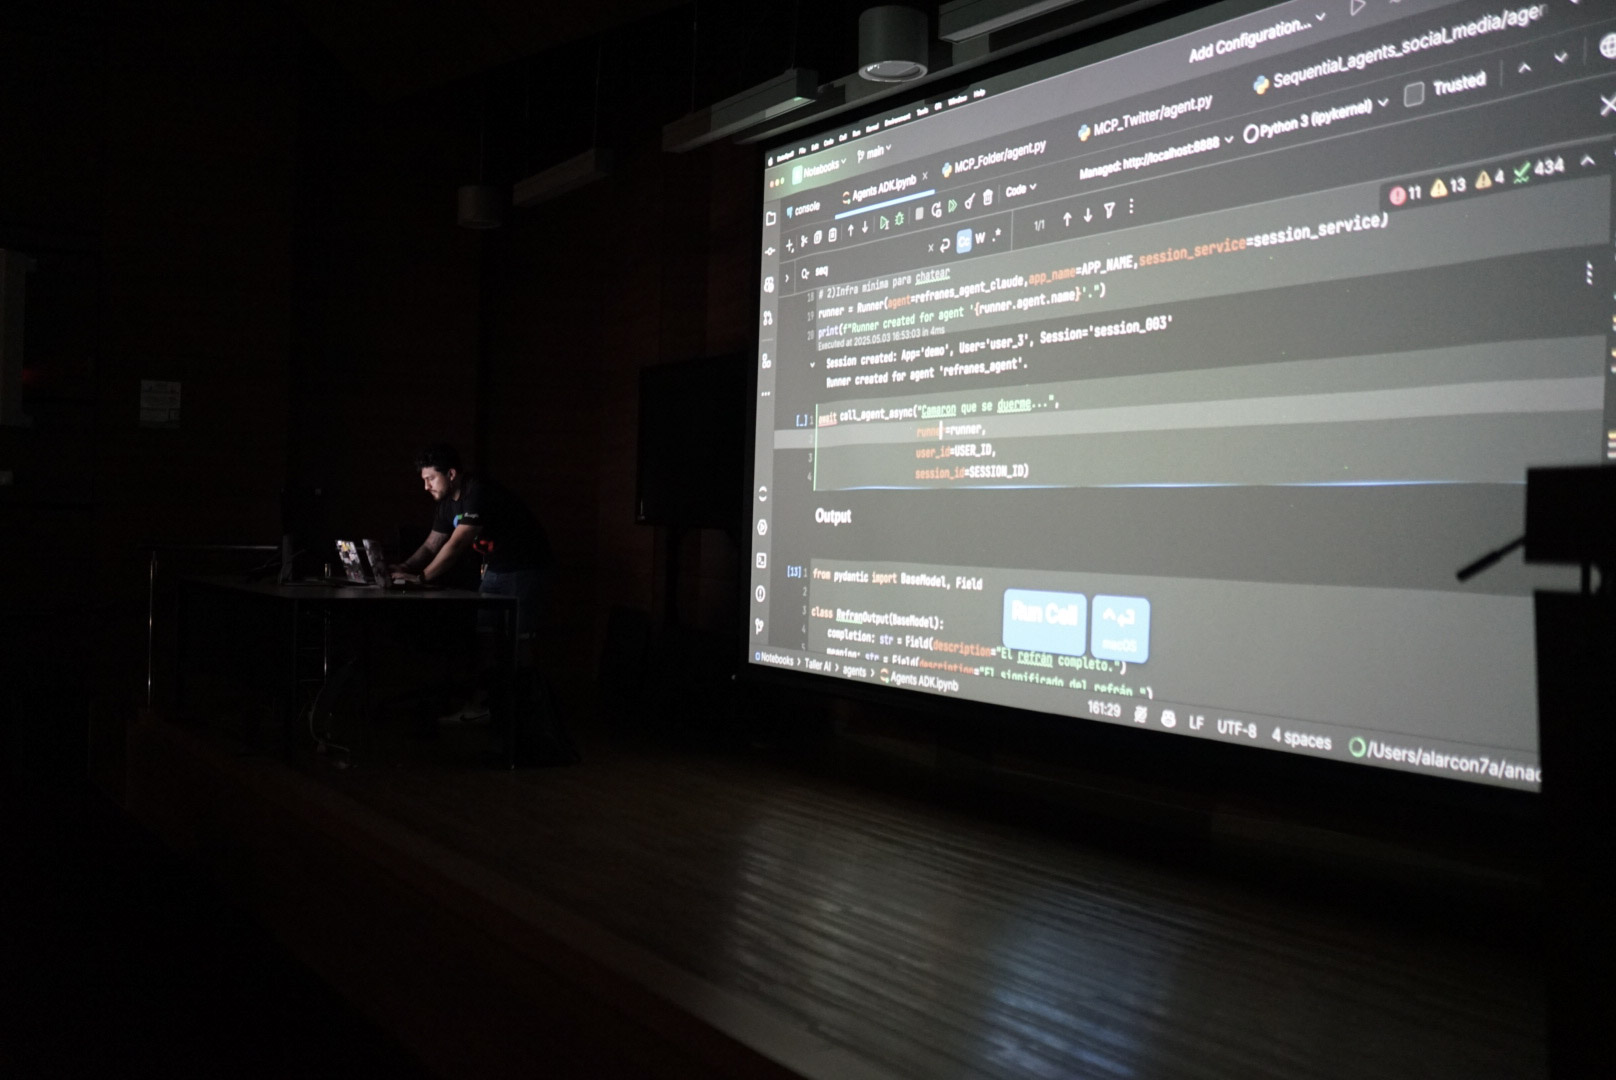 Add Configuration...
Window Help
Notebooks main
console Agents ADK.ipynb MCP_Folder/agent.py MCP_Twitter/agent.py Sequential_agents_social_media/agen
Code Managed: http://localhost:8888 Python 3 (ipykernel) Trusted
11 13 4 434
seq Cc W .* 1/1
18 # 2)Infra mínima para chatear
19 runner = Runner(agent=refranes_agent_claude,app_name=APP_NAME,session_service=session_service)
20 print(f"Runner created for agent '{runner.agent.name}'.")
Executed at 2025.05.03 16:53:03 in 4ms
Session created: App='demo', User='user_3', Session='session_003'
Runner created for agent 'refranes_agent'.
1 await call_agent_async("Camaron que se duerme...",
runner=runner,
3 user_id=USER_ID,
4 session_id=SESSION_ID)
Output
[13] 1 from pydantic import BaseModel, Field
2
3 class RefranOutput(BaseModel):
4 completion: str = Field(description="El refrán completo.")
5 meaning: str = Field(description="El significado del refrán.")
Run Cell
macOS
Notebooks > Taller AI > agents > Agents ADK.ipynb
161:29 LF UTF-8 4 spaces /Users/alarcon7a/anac